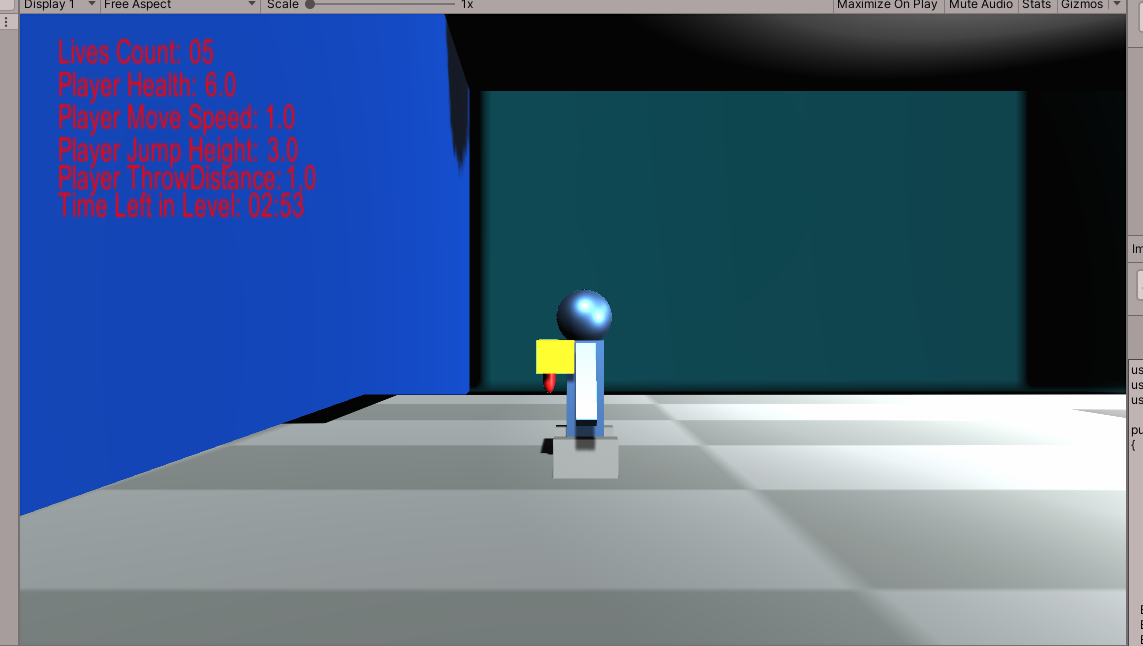 Display 1 Free Aspect Scale 1x Maximize On Play Mute Audio Stats Gizmos
Lives Count: 05
Player Health: 6.0
Player Move Speed: 1.0
Player Jump Height: 3.0
Player ThrowDistance: 1.0
Time Left in Level: 02:53
Im
us
us
us
pu
{